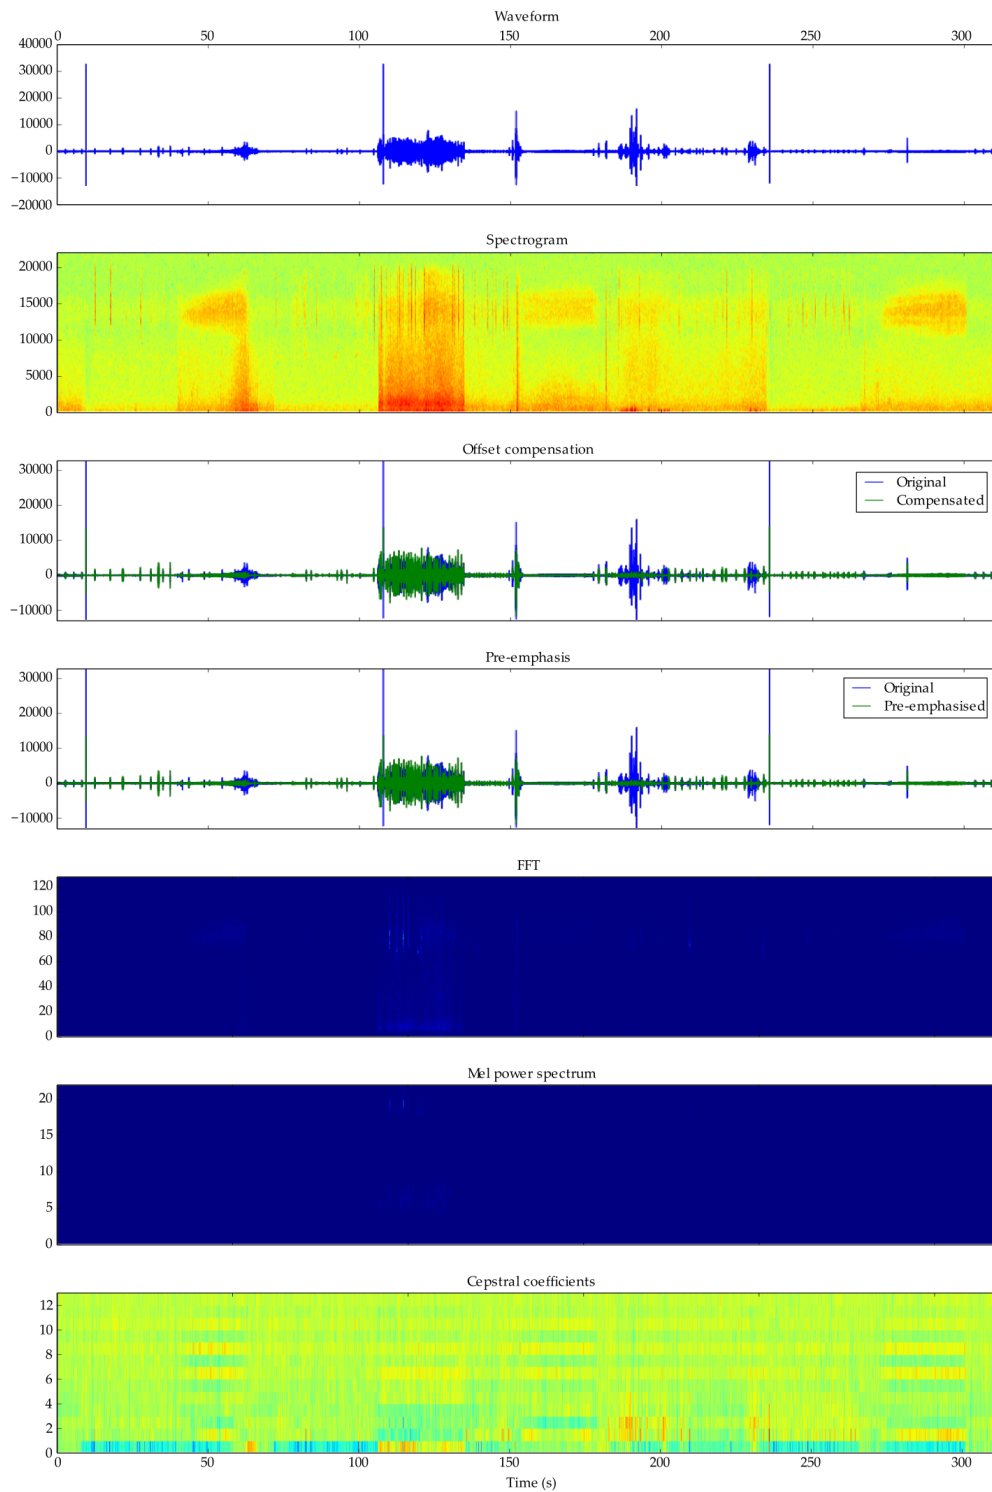 Waveform
0 50 100 150 200 250 300
40000
30000
20000
10000
0
−10000
−20000
Spectrogram
20000
15000
10000
5000
0
Offset compensation
30000
20000
10000
0
−10000
Original
Compensated
Pre-emphasis
30000
20000
10000
0
−10000
Original
Pre-emphasised
FFT
120
100
80
60
40
20
0
Mel power spectrum
20
15
10
5
0
Cepstral coefficients
12
10
8
6
4
2
0
0 50 100 150 200 250 300
Time (s)